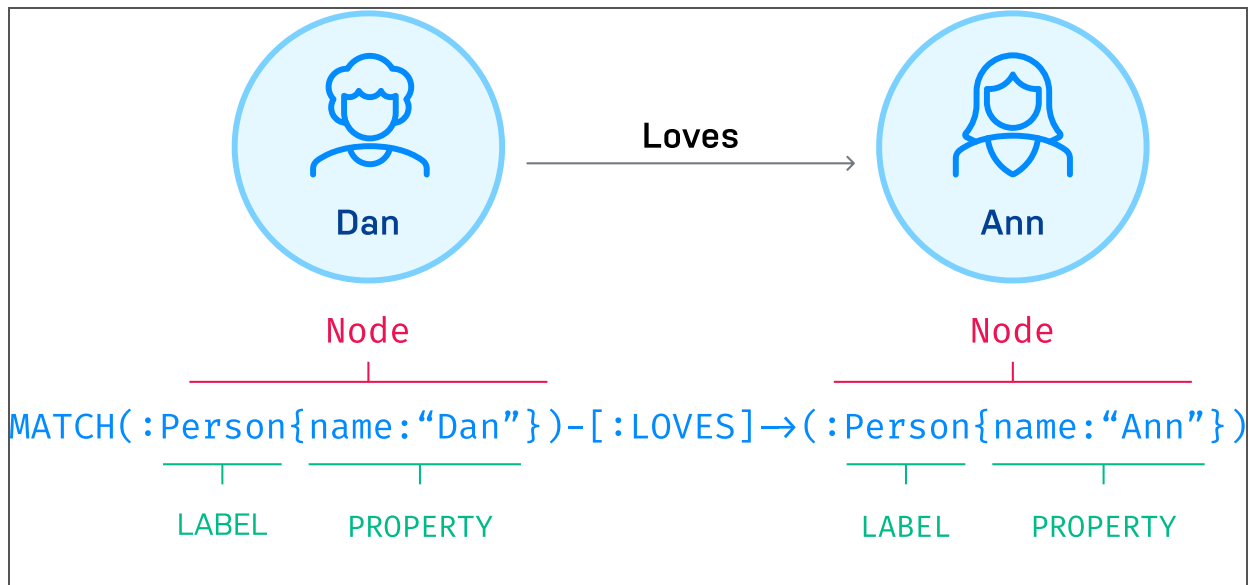 Loves
Dan
Ann
Node
Node
MATCH(:Person{name:“Dan”})-[:LOVES]->(:Person{name:“Ann”})
LABEL
PROPERTY
LABEL
PROPERTY